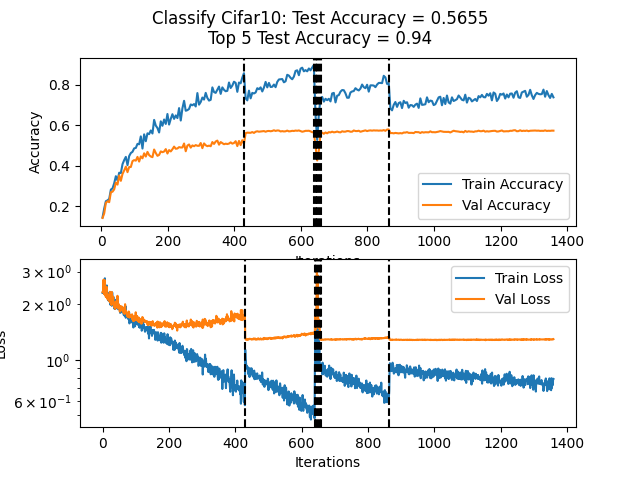 Classify Cifar10: Test Accuracy = 0.5655
Top 5 Test Accuracy = 0.94
Accuracy
0.8
0.6
0.4
0.2
Train Accuracy
Val Accuracy
0 200 400 600 800 1000 1200 1400
Iterations
Loss
3 × 10⁰
2 × 10⁰
10⁰
6 × 10⁻¹
Train Loss
Val Loss
0 200 400 600 800 1000 1200 1400
Iterations